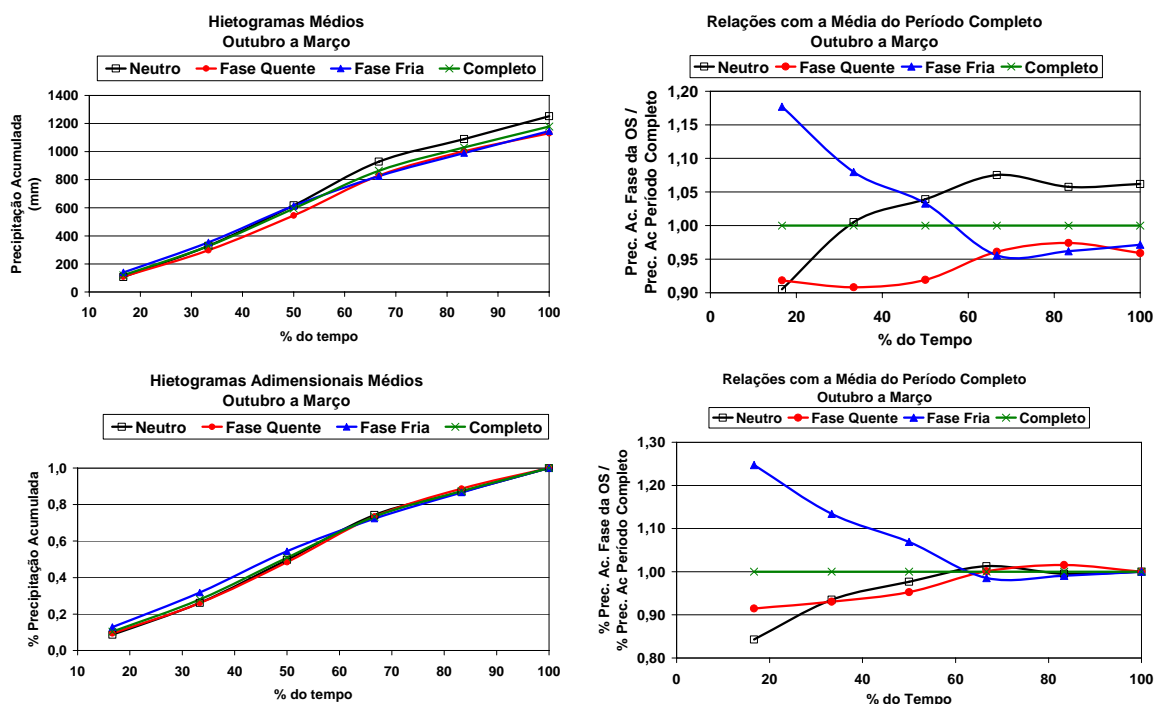 Hietogramas Médios
Outubro a Março
Neutro Fase Quente Fase Fria Completo
Precipitação Acumulada
(mm)
1400
1200
1000
800
600
400
200
0
10 20 30 40 50 60 70 80 90 100
% do tempo
Relações com a Média do Período Completo
Outubro a Março
Neutro Fase Quente Fase Fria Completo
Prec. Ac. Fase da OS /
Prec. Ac Período Completo
1,20
1,15
1,10
1,05
1,00
0,95
0,90
0 20 40 60 80 100
% do Tempo
Hietogramas Adimensionais Médios
Outubro a Março
Neutro Fase Quente Fase Fria Completo
% Precipitação Acumulada
1,0
0,8
0,6
0,4
0,2
0,0
10 20 30 40 50 60 70 80 90 100
% do tempo
Relações com a Média do Período Completo
Outubro a Março
Neutro Fase Quente Fase Fria Completo
% Prec. Ac. Fase da OS /
% Prec. Ac Período Completo
1,30
1,20
1,10
1,00
0,90
0,80
0 20 40 60 80 100
% do Tempo